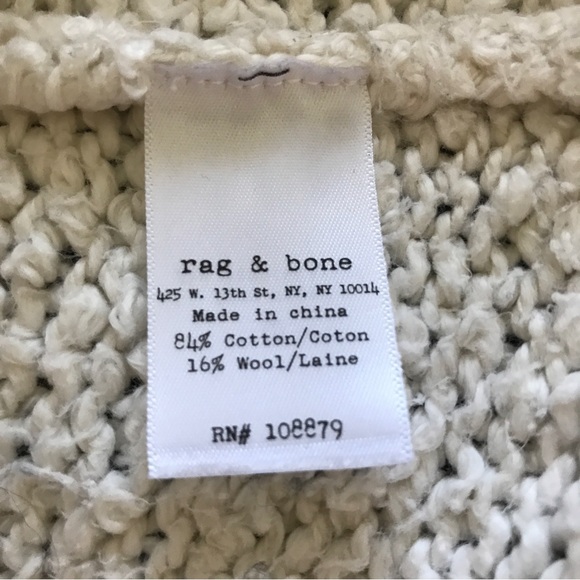 rag & bone
425 W. 13th St, NY, NY 10014
Made in china
84% Cotton/Coton
16% Wool/Laine
RN# 108879